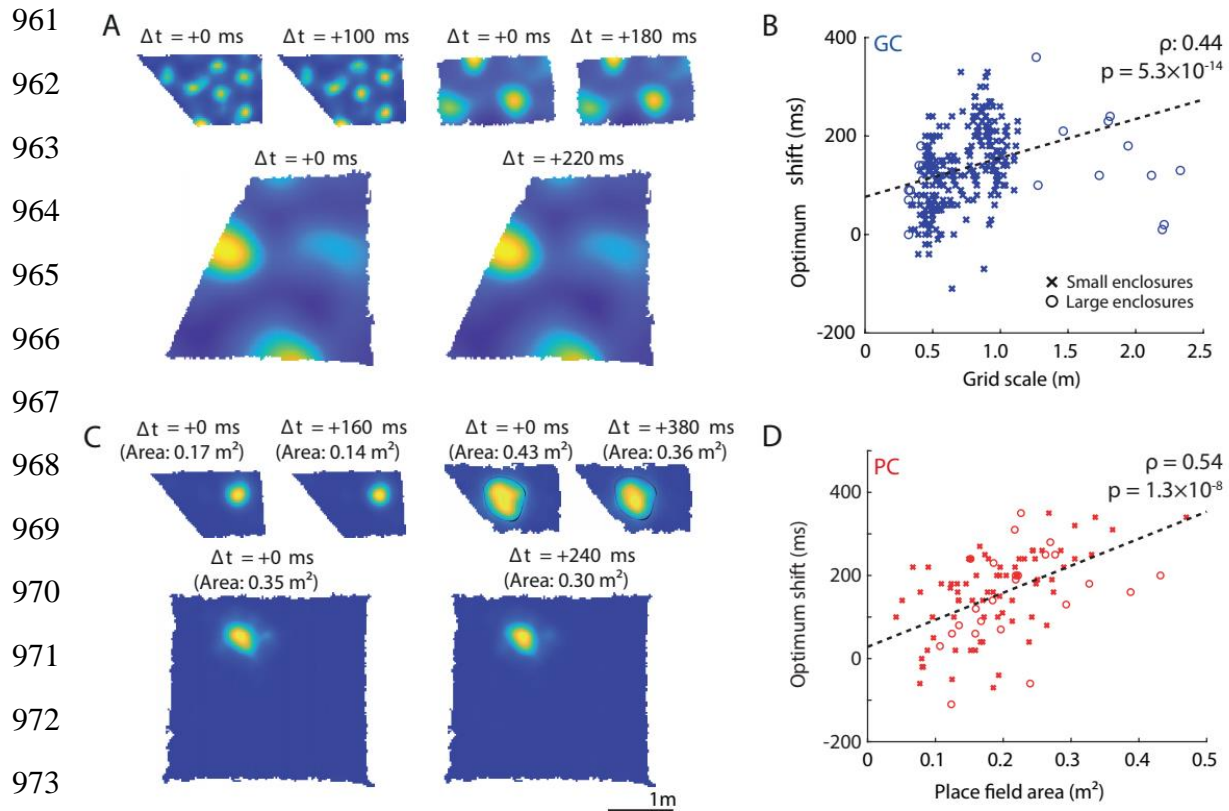 961
962
963
964
965
966
967
968
969
970
971
972
973
A
Δt = +0 ms
Δt = +100 ms
Δt = +0 ms
Δt = +180 ms
Δt = +0 ms
Δt = +220 ms
B
GC
ρ: 0.44
p = 5.3×10⁻¹⁴
Optimum shift (ms)
400
200
0
-200
Small enclosures
Large enclosures
0
0.5
1.0
1.5
2.0
2.5
Grid scale (m)
C
Δt = +0 ms
(Area: 0.17 m²)
Δt = +160 ms
(Area: 0.14 m²)
Δt = +0 ms
(Area: 0.43 m²)
Δt = +380 ms
(Area: 0.36 m²)
Δt = +0 ms
(Area: 0.35 m²)
Δt = +240 ms
(Area: 0.30 m²)
1m
D
PC
ρ = 0.54
p = 1.3×10⁻⁸
Optimum shift (ms)
400
200
0
-200
0
0.1
0.2
0.3
0.4
0.5
Place field area (m²)